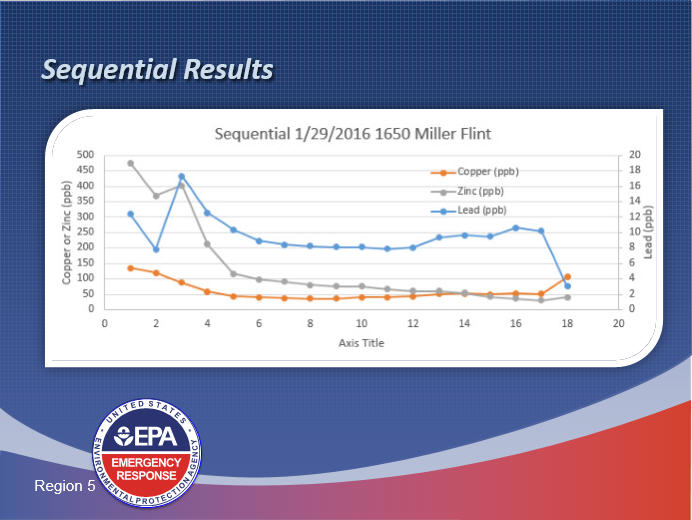 Sequential Results
Sequential 1/29/2016 1650 Miller Flint
Copper or Zinc (ppb)
500
450
400
350
300
250
200
150
100
50
0
Copper (ppb)
Zinc (ppb)
Lead (ppb)
20
18
16
14
12
10
8
6
4
2
0
Lead (ppb)
0 2 4 6 8 10 12 14 16 18 20
Axis Title
UNITED STATES
EPA
EMERGENCY
RESPONSE
ENVIRONMENTAL PROTECTION AGENCY
Region 5